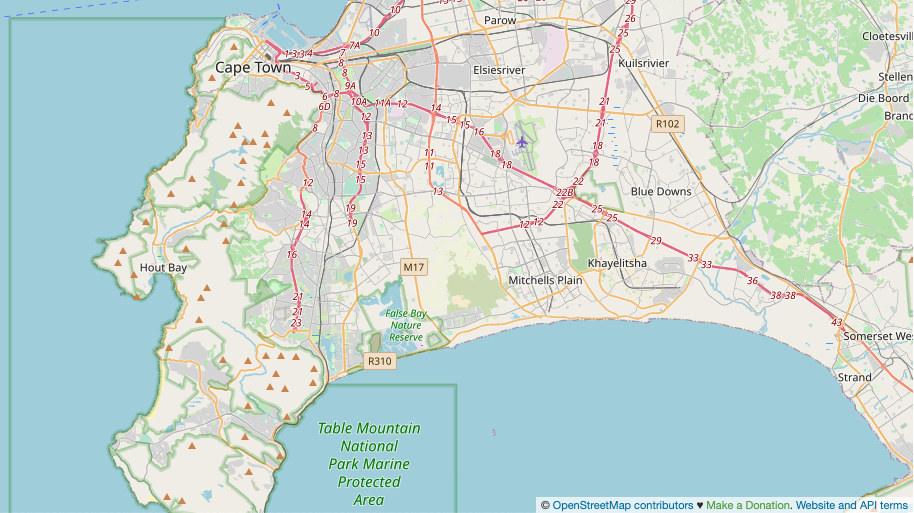 10
10
29
26
25
25
Parow
Cloetesvill
7A
1 3 3 4
7
Cape Town
8
8
Elsiesriver
Kuilsrivier
Stellen
3
5
9A
6
8
10A
11A
12
6D
14
21
Die Boord
Brand
8
12
15
15
16
21
R102
13
13
18
18
11
11
18
15
15
12
13
22
22B
22
Blue Downs
19
19
14
14
12
12
25
25
16
29
Hout Bay
M17
Mitchells Plain
Khayelitsha
33
33
36
38
38
21
21
23
False Bay
Nature
Reserve
43
Somerset Wes
R310
Strand
Table Mountain
National
Park Marine
Protected
Area
© OpenStreetMap contributors ♥ Make a Donation. Website and API terms